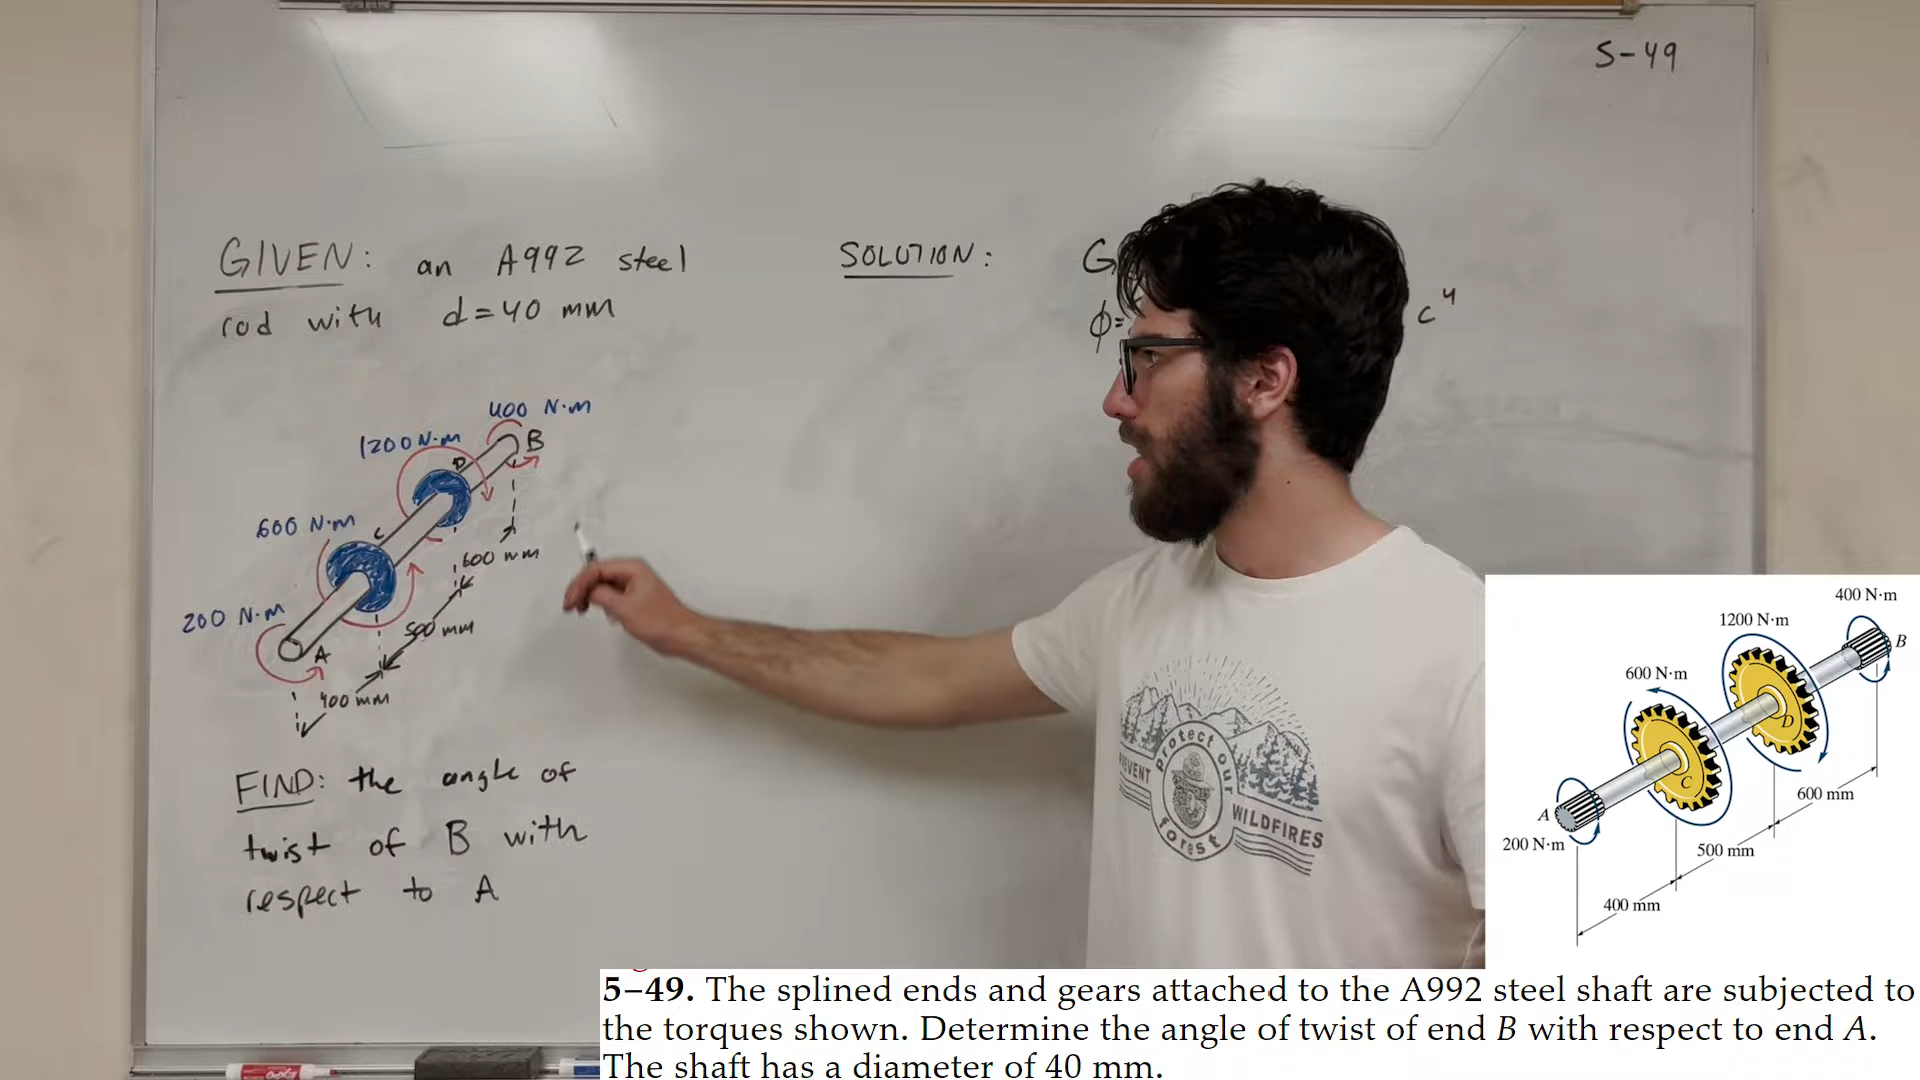 5-49
GIVEN: an A992 steel
rod with d=40 mm
SOLUTION: G
ϕ= c⁴
400 N·m
B
1200 N·m
D
600 N·m
C
600 mm
200 N·m
A
500 mm
400 mm
FIND: the angle of
twist of B with
respect to A
Protect our
forest
WILDFIRES
400 N·m
1200 N·m
B
600 N·m
D
C
600 mm
A
200 N·m
500 mm
400 mm
5–49. The splined ends and gears attached to the A992 steel shaft are subjected to
the torques shown. Determine the angle of twist of end B with respect to end A.
The shaft has a diameter of 40 mm.
EXPO